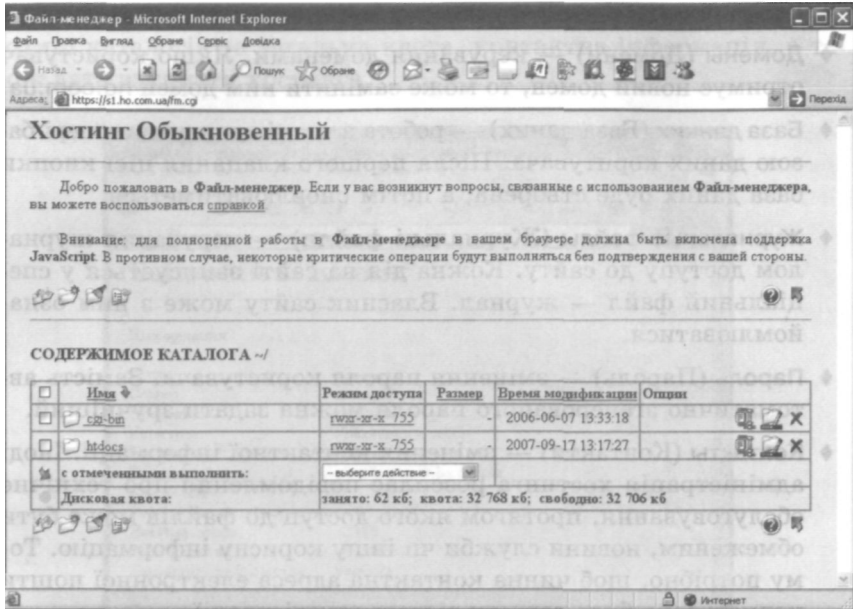 Файл-менеджер - Microsoft Internet Explorer
Файл Правка Вигляд Обране Сервіс Довідка
Назад Пошук Обране
Адреса: https://s1.ho.com.ua/fm.cgi Перехід
Хостинг Обыкновенный
Добро пожаловать в Файл-менеджер. Если у вас возникнут вопросы, связанные с использованием Файл-менеджера,
вы можете воспользоваться справкой
Внимание: для полноценной работы в Файл-менеджере в вашем браузере должна быть включена поддержка
JavaScript. В противном случае, некоторые критические операции будут выполняться без подтверждения с вашей стороны.
СОДЕРЖИМОЕ КАТАЛОГА ~/
Имя Режим доступа Размер Время модификации Опции
cgi-bin rwxr-xr-x 755 - 2006-06-07 13:33:18
htdocs rwxr-xr-x 755 - 2007-09-17 13:17:27
с отмеченными выполнить: -- выберите действие --
Дисковая квота: занято: 62 кб; квота: 32 768 кб; свободно: 32 706 кб
Интернет